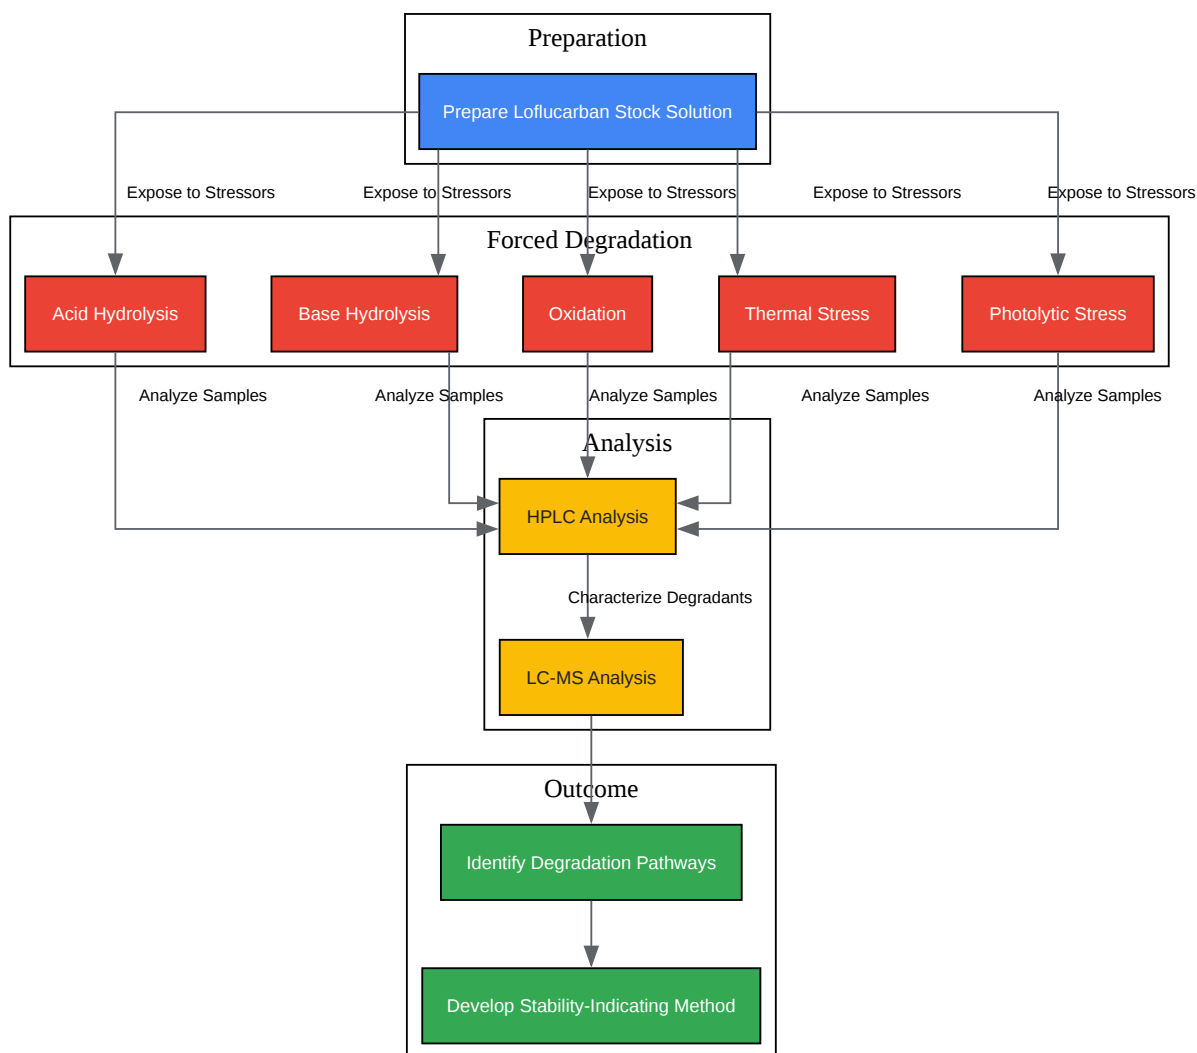 Preparation
Prepare Loflucarban Stock Solution
Expose to Stressors
Expose to Stressors
Expose to Stressors
Expose to Stressors
Expose to Stressors
Forced Degradation
Acid Hydrolysis
Base Hydrolysis
Oxidation
Thermal Stress
Photolytic Stress
Analyze Samples
Analyze Samples
Analyze Samples
Analyze Samples
Analyze Samples
Analysis
HPLC Analysis
Characterize Degradants
LC-MS Analysis
Outcome
Identify Degradation Pathways
Develop Stability-Indicating Method